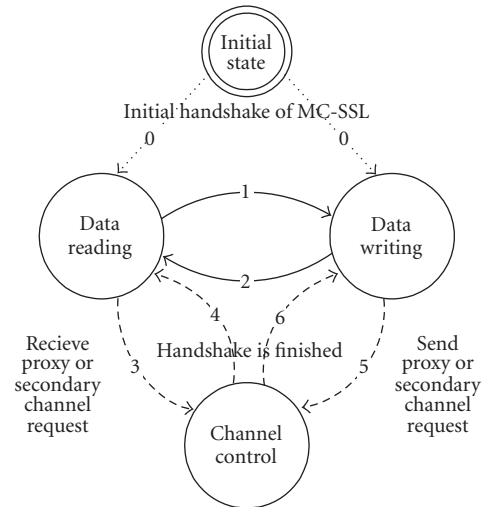 Initial
state
Initial handshake of MC-SSL
0
0
1
Data
reading
Data
writing
2
4
6
Recieve
proxy or
secondary
channel
request
Handshake is finished
3
5
Send
proxy or
secondary
channel
request
Channel
control